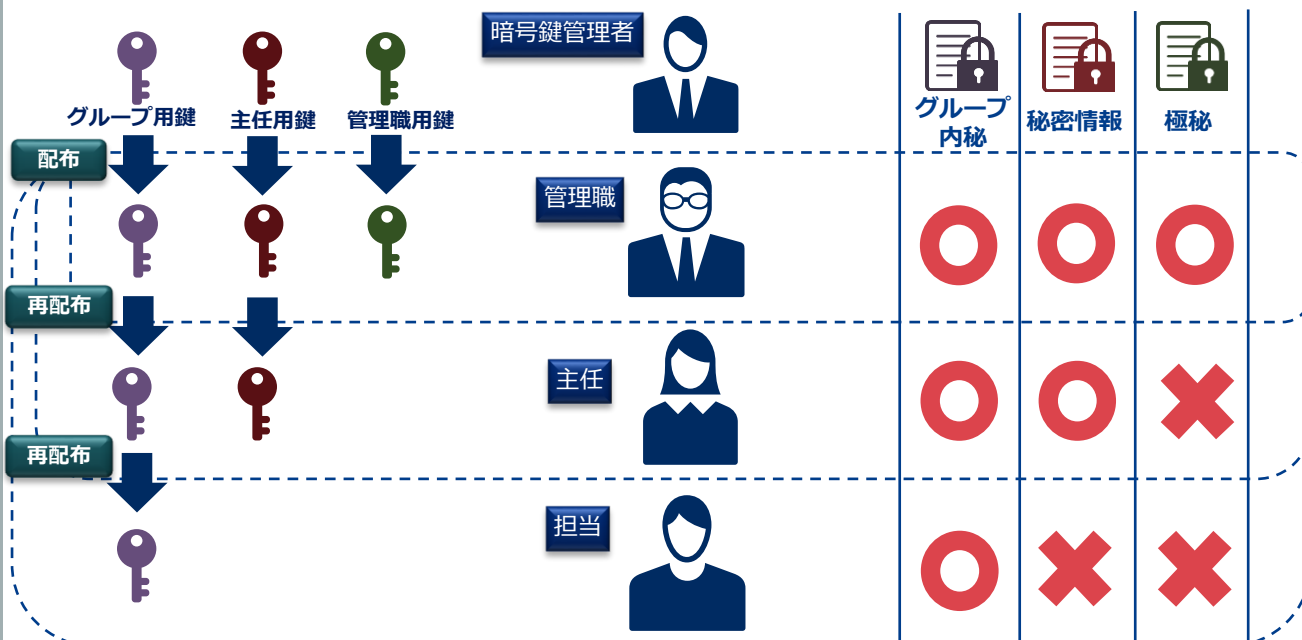 暗号鍵管理者
グループ用鍵
主任用鍵
管理職用鍵
グループ
内秘
秘密情報
極秘
配布
管理職
再配布
主任
再配布
担当